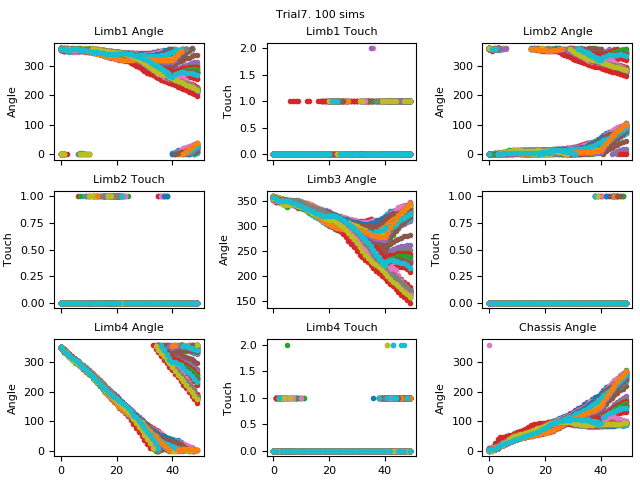 Trial7. 100 sims
Limb1 Angle
Limb1 Touch
Limb2 Angle
Angle
300
200
100
0
Touch
2.0
1.5
1.0
0.5
0.0
Angle
300
200
100
0
Limb2 Touch
Limb3 Angle
Limb3 Touch
Touch
1.00
0.75
0.50
0.25
0.00
Angle
350
300
250
200
150
Touch
1.00
0.75
0.50
0.25
0.00
Limb4 Angle
Limb4 Touch
Chassis Angle
Angle
300
200
100
0
0 20 40
Touch
2.0
1.5
1.0
0.5
0.0
0 20 40
Angle
300
200
100
0
0 20 40